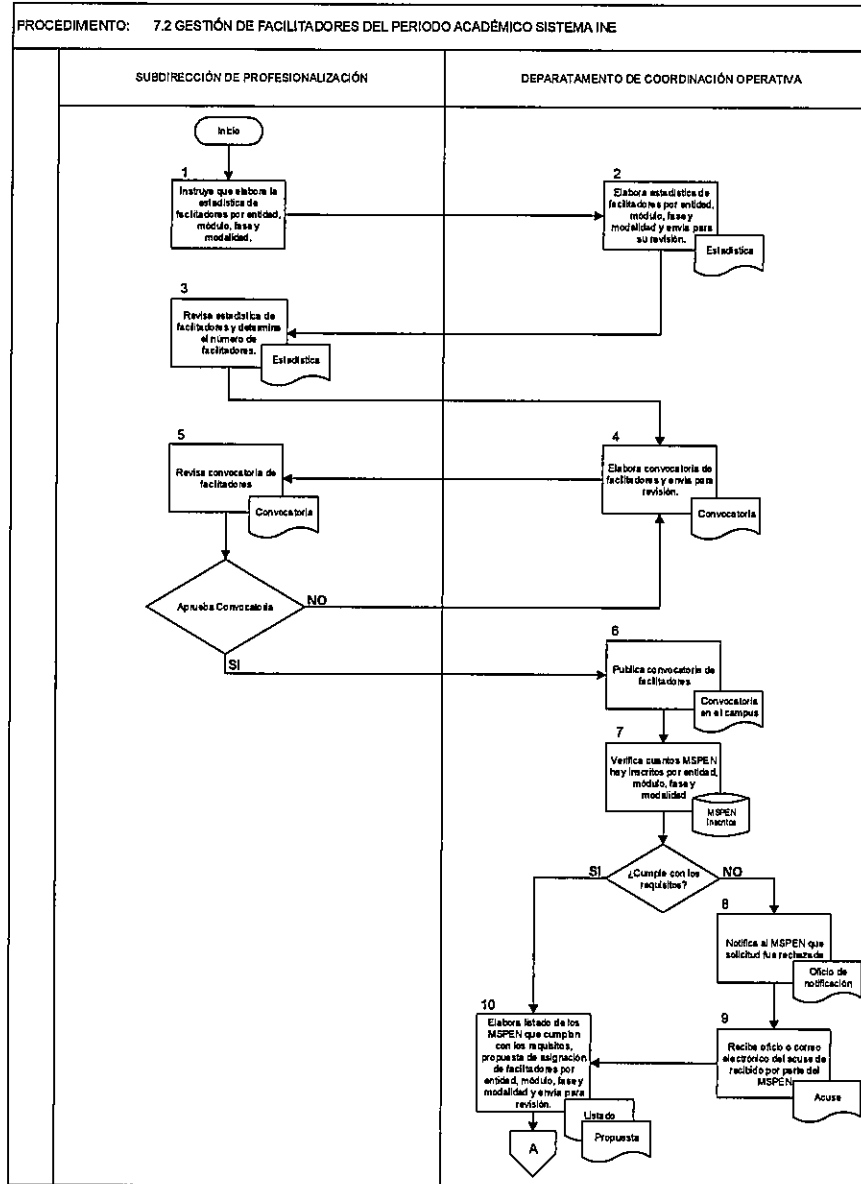 PROCEDIMIENTO: 7.2 GESTIÓN DE FACILITADORES DEL PERIODO ACADÉMICO SISTEMA INE
SUBDIRECCIÓN DE PROFESIONALIZACIÓN
DEPARATAMENTO DE COORDINACIÓN OPERATIVA
Inicio
1
Instruye que elabora la
estadística de
facilitadores por entidad,
módulo, fase y
modalidad.
2
Elabora estadística de
facilitadores por entidad,
módulo, fase y
modalidad y envía para
su revisión.
Estadística
3
Revisa estadística de
facilitadores y determina
el número de
facilitadores.
Estadística
5
Revisa convocatoria de
facilitadores
Convocatoria
4
Elabora convocatoria de
facilitadores y envía para
revisión.
Convocatoria
Aprueba Convocatoria
NO
SI
6
Publica convocatoria de
facilitadores
Convocatoria
en el campus
7
Verifica cuantos MSPEN
hay inscritos por entidad,
módulo, fase y
modalidad
MSPEN
Inscritos
¿Cumple con los
requisitos?
SI
NO
8
Notifica al MSPEN que
solicitud fue rechazada
Oficio de
notificación
9
Recibe oficio o correo
electrónico del acuse de
recibido por parte del
MSPEN
Acuse
10
Elabora listado de los
MSPEN que cumplan
con los requisitos,
propuesta de asignación
de facilitadores por
entidad, módulo, fase y
modalidad y envía para
revisión.
Listado
Propuesta
A